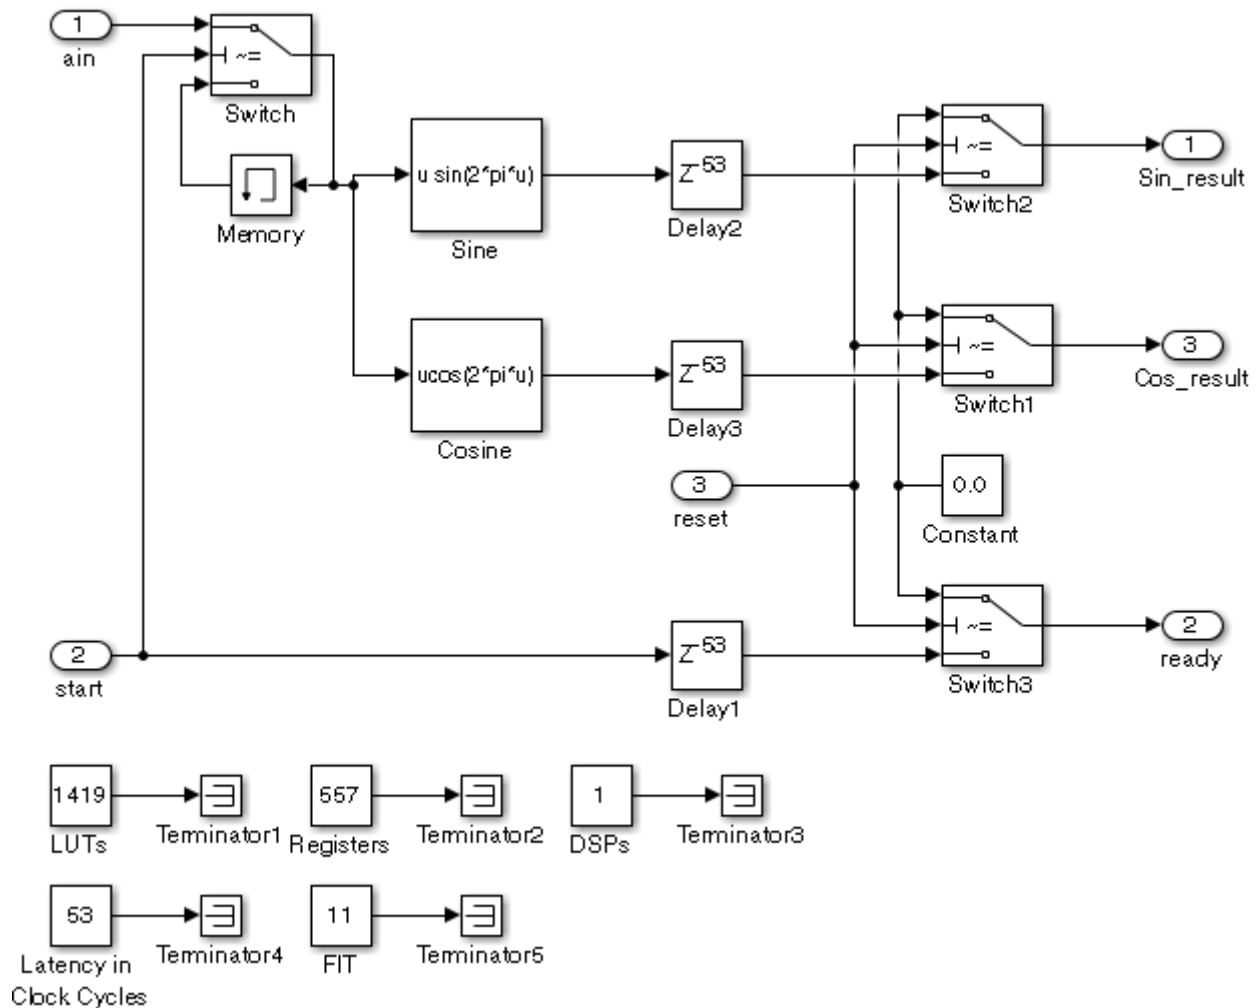 1
ain
~=
Switch
Memory
u sin(2*pi*u)
Sine
Z-53
Delay2
~=
Switch2
1
Sin_result
ucos(2*pi*u)
Cosine
Z-53
Delay3
~=
Switch1
3
Cos_result
3
reset
0.0
Constant
2
start
Z-53
Delay1
~=
Switch3
2
ready
1419
LUTs
Terminator1
557
Registers
Terminator2
1
DSPs
Terminator3
53
Latency in
Clock Cycles
Terminator4
11
FIT
Terminator5